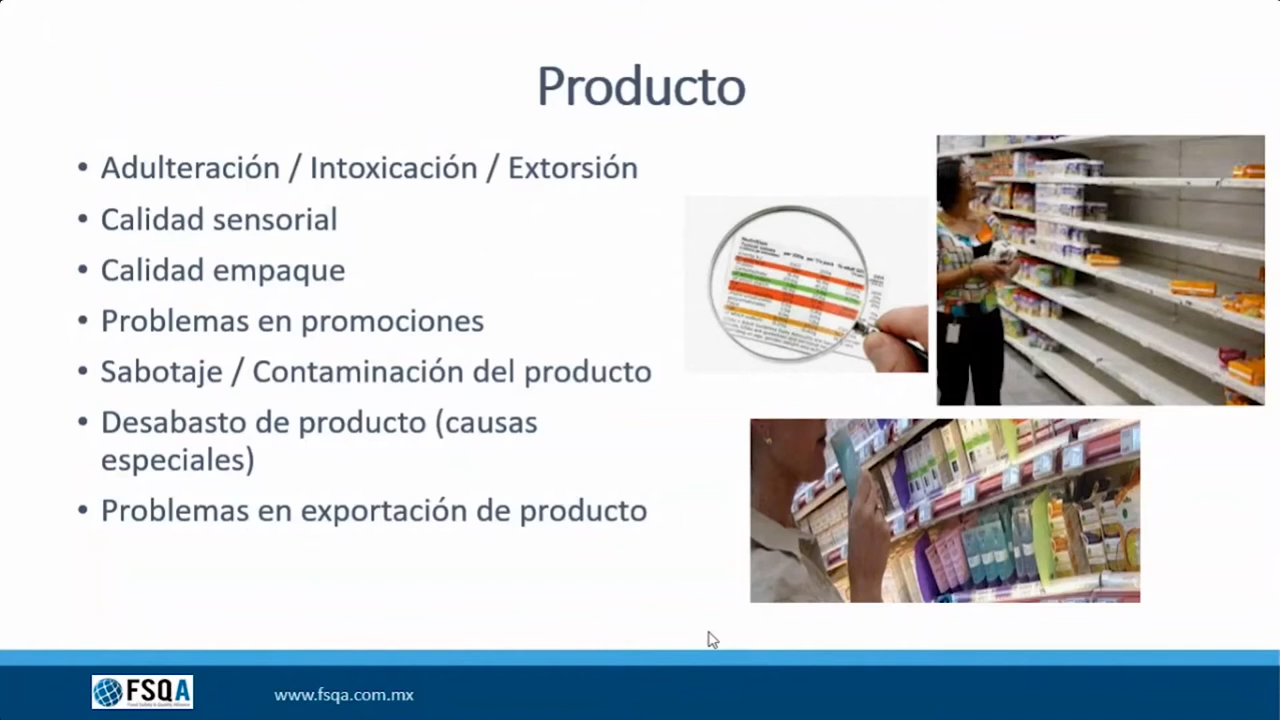 Producto
• Adulteración / Intoxicación / Extorsión
• Calidad sensorial
• Calidad empaque
• Problemas en promociones
• Sabotaje / Contaminación del producto
• Desabasto de producto (causas
especiales)
• Problemas en exportación de producto
FSQA
www.fsqa.com.mx